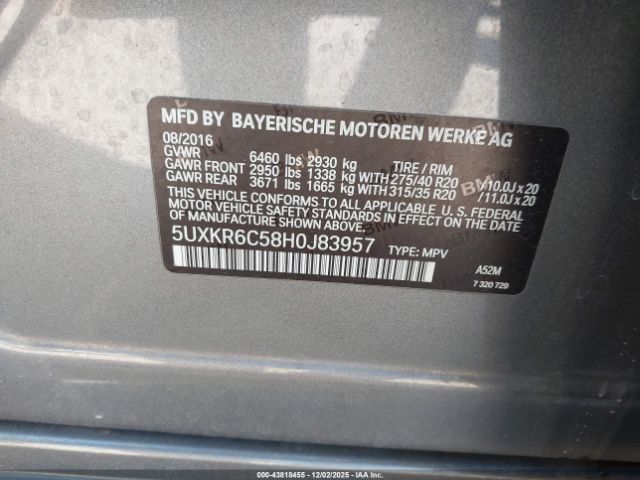 MFD BY BAYERISCHE MOTOREN WERKE AG
08/2016
GVWR 6460 lbs 2930 kg TIRE / RIM
GAWR FRONT 2950 lbs 1338 kg WITH 275/40 R20 / 10.0J x 20
GAWR REAR 3671 lbs 1665 kg WITH 315/35 R20 / 11.0J x 20
THIS VEHICLE CONFORMS TO ALL APPLICABLE U.S. FEDERAL
MOTOR VEHICLE SAFETY STANDARDS IN EFFECT ON THE DATE
OF MANUFACTURE SHOWN ABOVE.
5UXKR6C58H0J83957 TYPE: MPV
A52M
7 320 729
00-43818455 - 12/02/2025 - IAA, Inc.